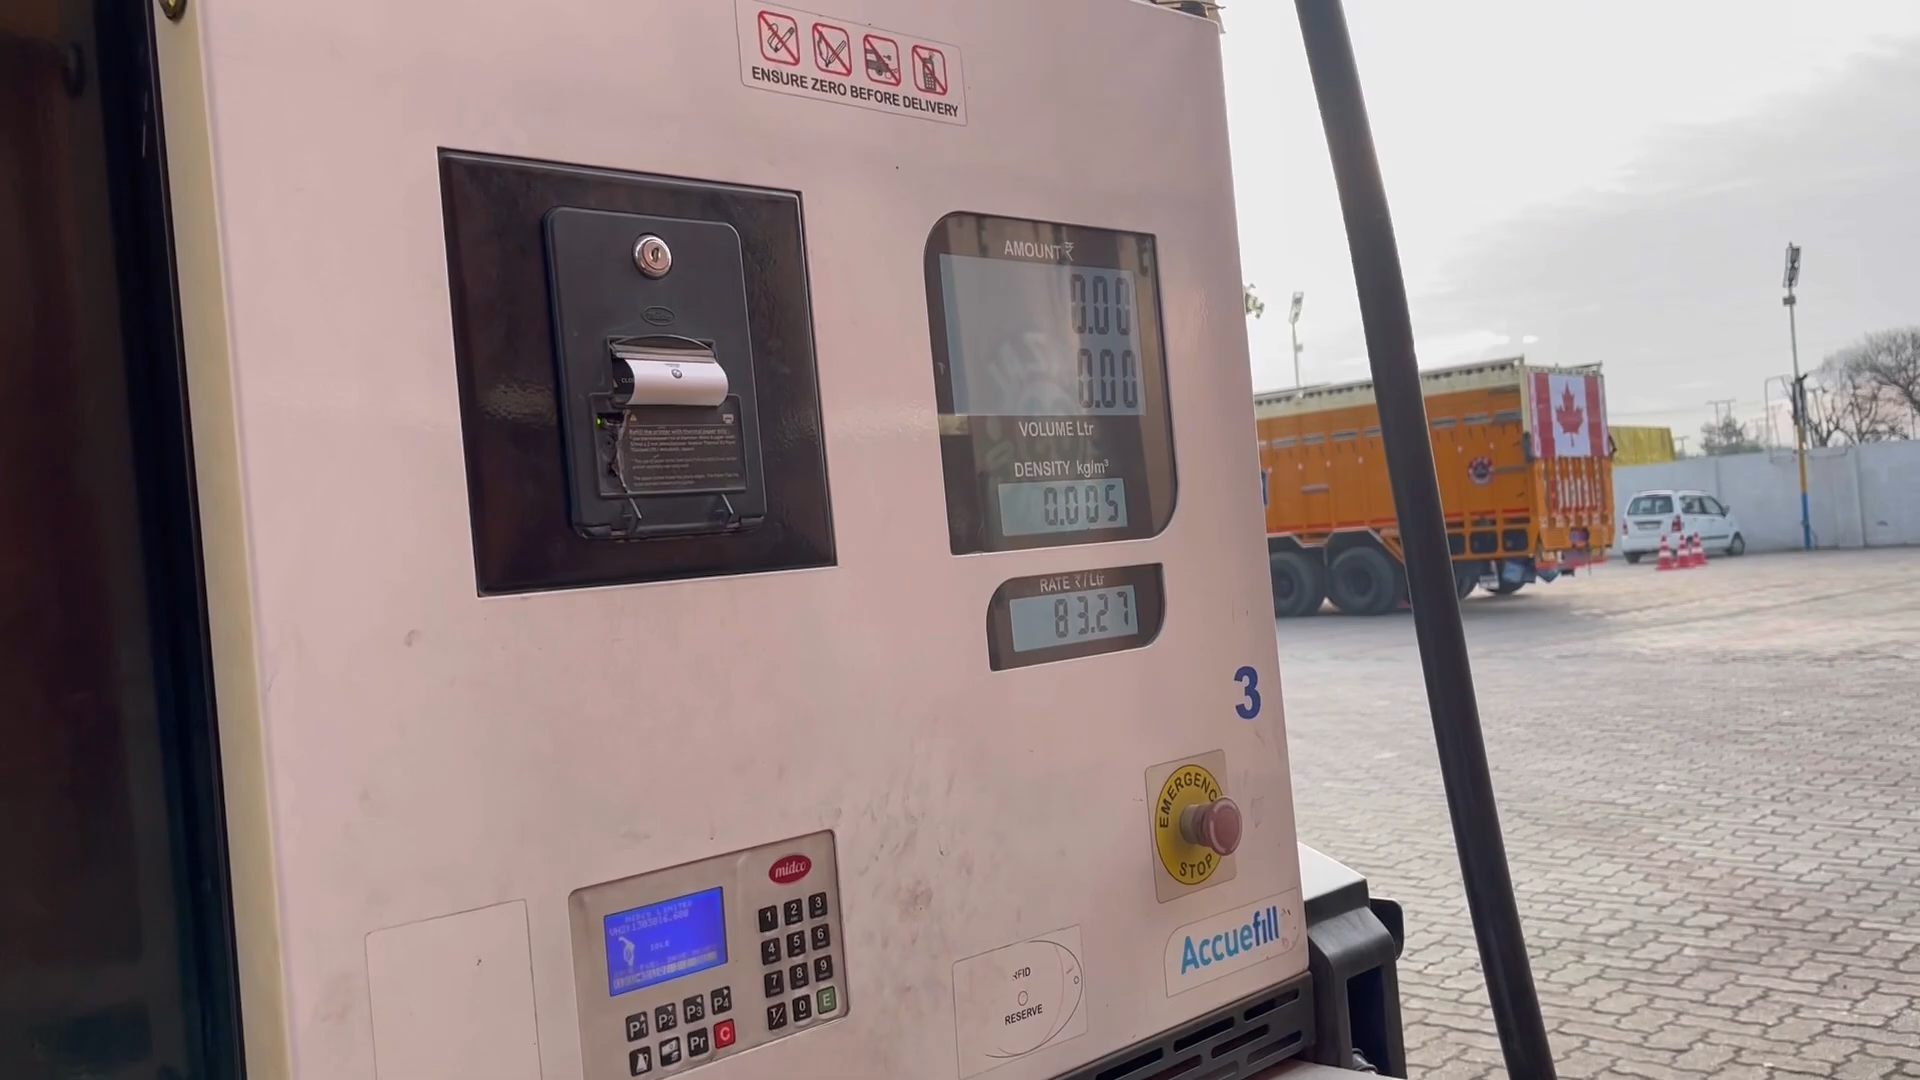 ENSURE ZERO BEFORE DELIVERY
AMOUNT ₹
0.00
0.00
VOLUME Ltr
DENSITY kg/m³
0.005
RATE ₹/Ltr
83.27
3
EMERGENCY
STOP
midco
IDLE
1 2 3
4 5 6
7 8 9
0 E
P1 P2 P3 P4
Pr C
RFID
RESERVE
Accuefill